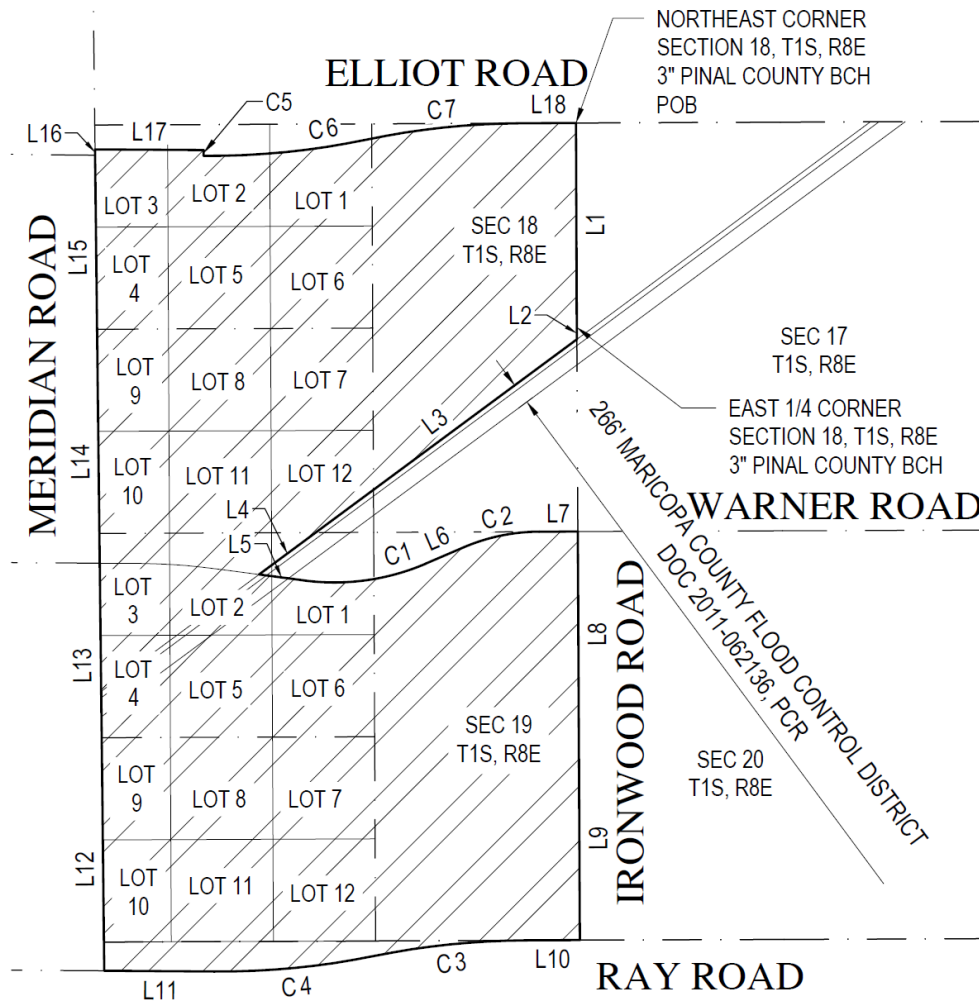 NORTHEAST CORNER
SECTION 18, T1S, R8E
3" PINAL COUNTY BCH
POB
ELLIOT ROAD
C5
C7
L18
C6
L17
L16
LOT 3
LOT 2
LOT 1
SEC 18
T1S, R8E
L1
L15
LOT
4
LOT 5
LOT 6
MERIDIAN ROAD
L2
SEC 17
T1S, R8E
LOT
9
LOT 8
LOT 7
L3
EAST 1/4 CORNER
SECTION 18, T1S, R8E
3" PINAL COUNTY BCH
266' MARICOPA COUNTY FLOOD CONTROL DISTRICT
DOC 2011-062136, PCR
L14
LOT
10
LOT 11
LOT 12
L4
L5
C1
L6
C2
L7
WARNER ROAD
LOT
3
LOT 2
LOT 1
L8
L13
LOT
4
LOT 5
LOT 6
IRONWOOD ROAD
SEC 19
T1S, R8E
SEC 20
T1S, R8E
LOT
9
LOT 8
LOT 7
L9
L12
LOT
10
LOT 11
LOT 12
L11
C4
C3
L10
RAY ROAD